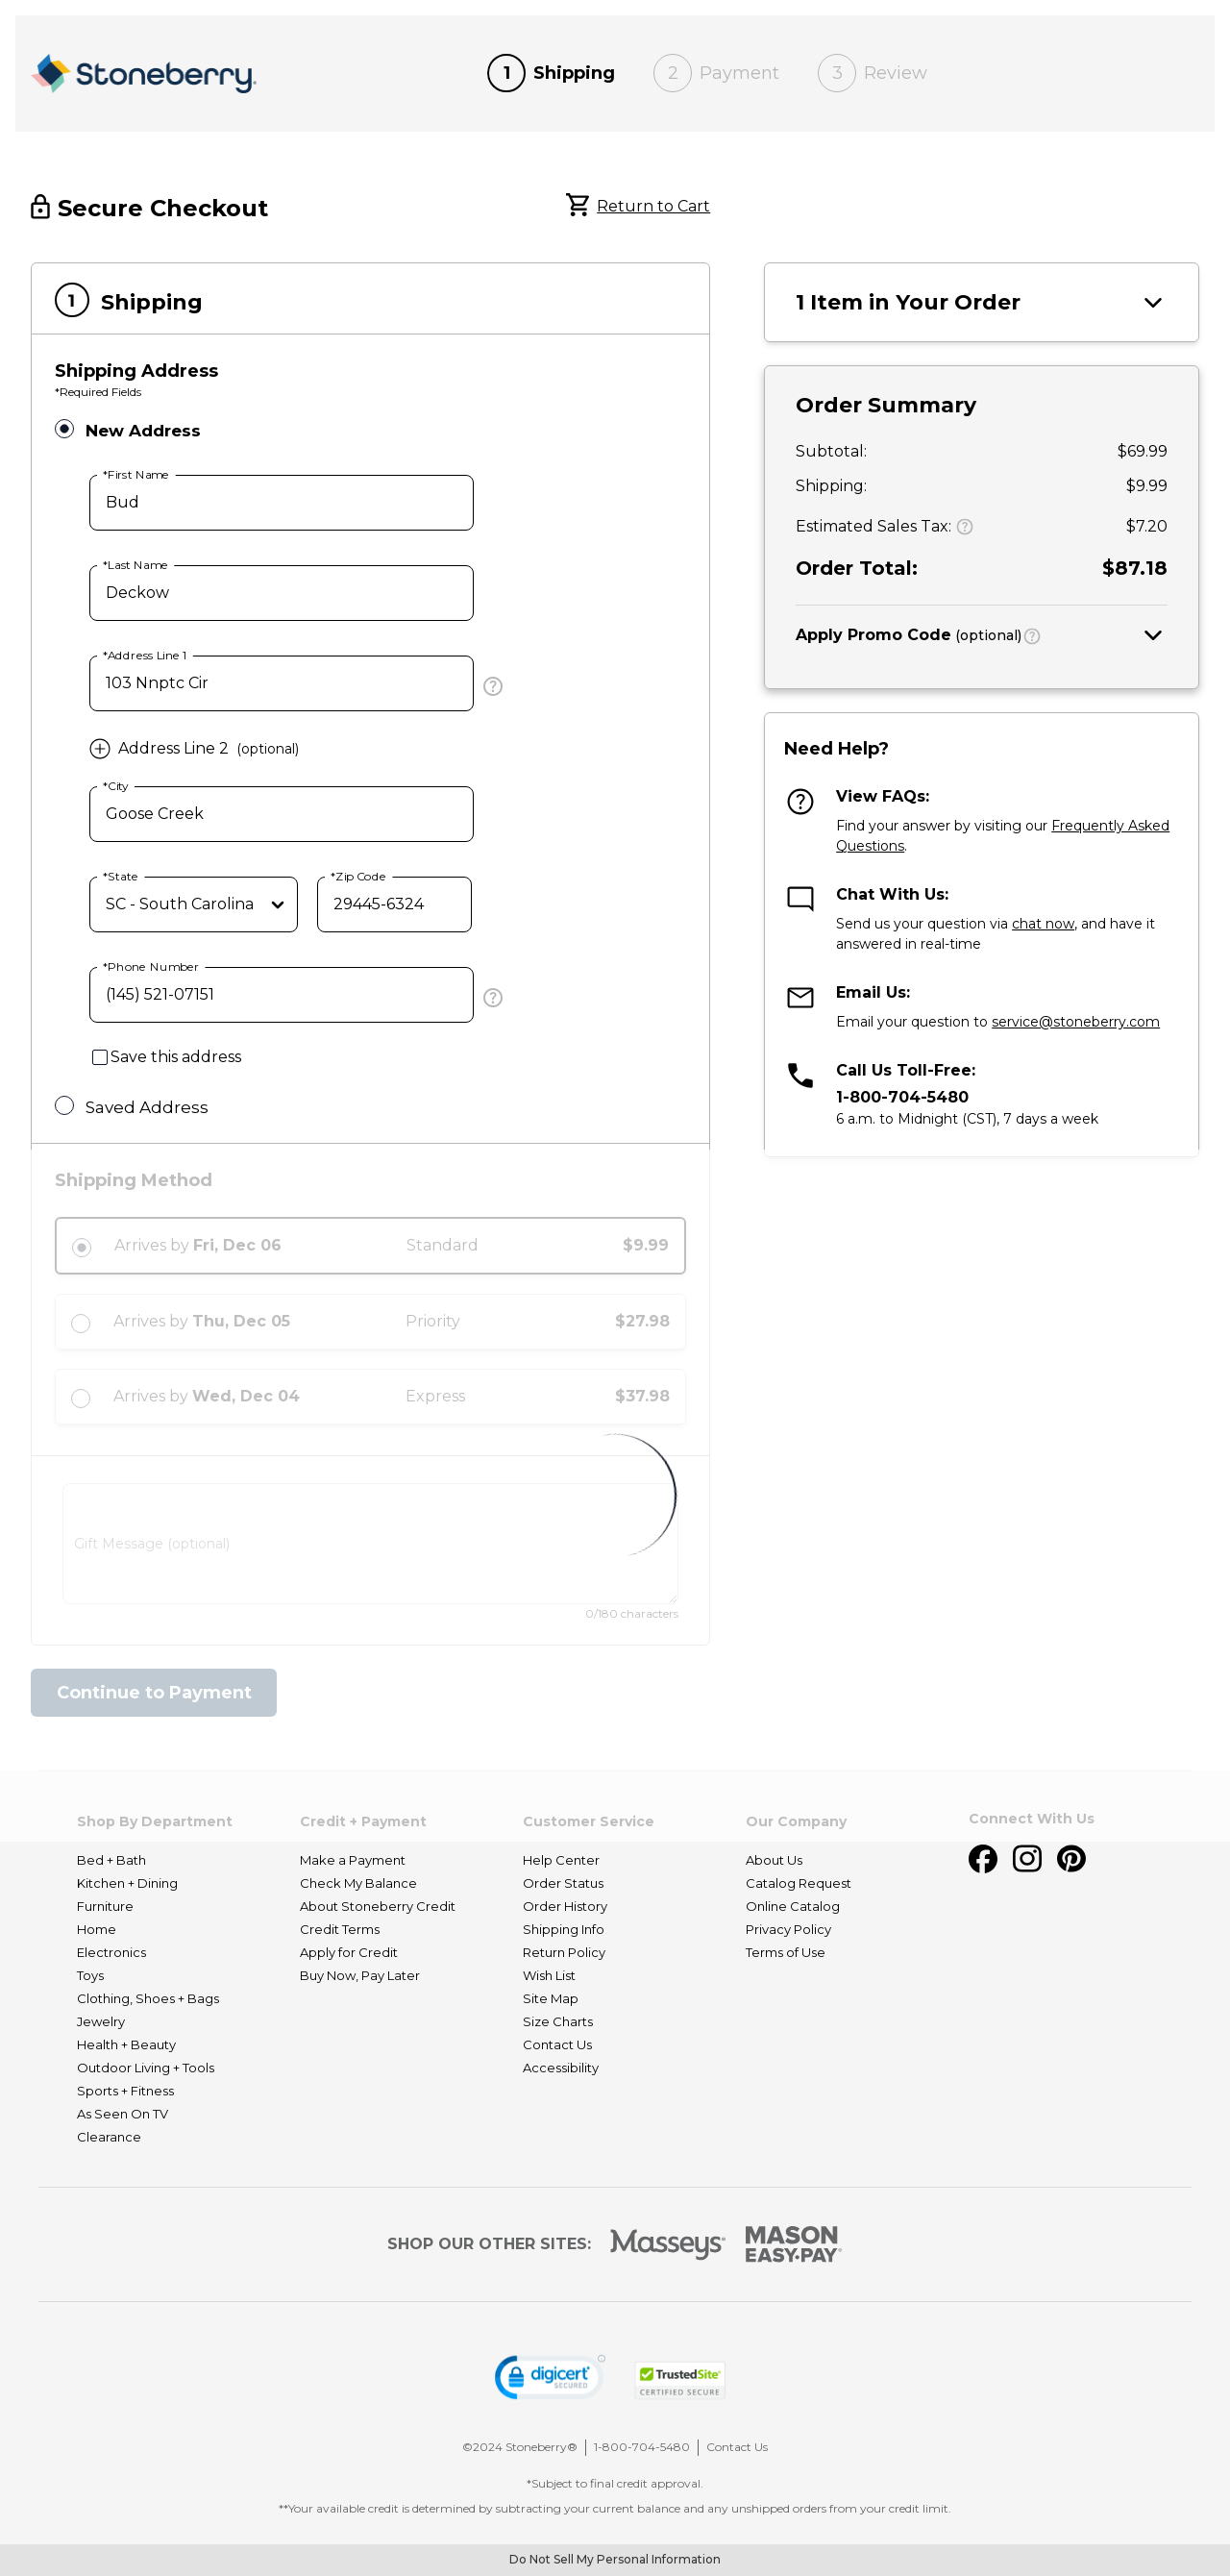 Stoneberry.
1 Shipping
2 Payment
3 Review
Secure Checkout
Return to Cart
1 Shipping
Shipping Address
*Required Fields
New Address
*First Name
Bud
*Last Name
Deckow
*Address Line 1
103 Nnptc Cir
Address Line 2 (optional)
*City
Goose Creek
*State
SC - South Carolina
*Zip Code
29445-6324
*Phone Number
(145) 521-07151
Save this address
Saved Address
Shipping Method
Arrives by Fri, Dec 06 Standard $9.99
Arrives by Thu, Dec 05 Priority $27.98
Arrives by Wed, Dec 04 Express $37.98
Gift Message (optional)
0/180 characters
Continue to Payment
1 Item in Your Order
Order Summary
Subtotal: $69.99
Shipping: $9.99
Estimated Sales Tax: $7.20
Order Total: $87.18
Apply Promo Code (optional)
Need Help?
View FAQs:
Find your answer by visiting our Frequently Asked
Questions.
Chat With Us:
Send us your question via chat now, and have it
answered in real-time
Email Us:
Email your question to service@stoneberry.com
Call Us Toll-Free:
1-800-704-5480
6 a.m. to Midnight (CST), 7 days a week
Shop By Department
Bed + Bath
Kitchen + Dining
Furniture
Home
Electronics
Toys
Clothing, Shoes + Bags
Jewelry
Health + Beauty
Outdoor Living + Tools
Sports + Fitness
As Seen On TV
Clearance
Credit + Payment
Make a Payment
Check My Balance
About Stoneberry Credit
Credit Terms
Apply for Credit
Buy Now, Pay Later
Customer Service
Help Center
Order Status
Order History
Shipping Info
Return Policy
Wish List
Site Map
Size Charts
Contact Us
Accessibility
Our Company
About Us
Catalog Request
Online Catalog
Privacy Policy
Terms of Use
Connect With Us
SHOP OUR OTHER SITES:
Masseys
MASON
EASY•PAY®
digicert
SECURED
TrustedSite
CERTIFIED SECURE
©2024 Stoneberry® | 1-800-704-5480 | Contact Us
*Subject to final credit approval.
**Your available credit is determined by subtracting your current balance and any unshipped orders from your credit limit.
Do Not Sell My Personal Information